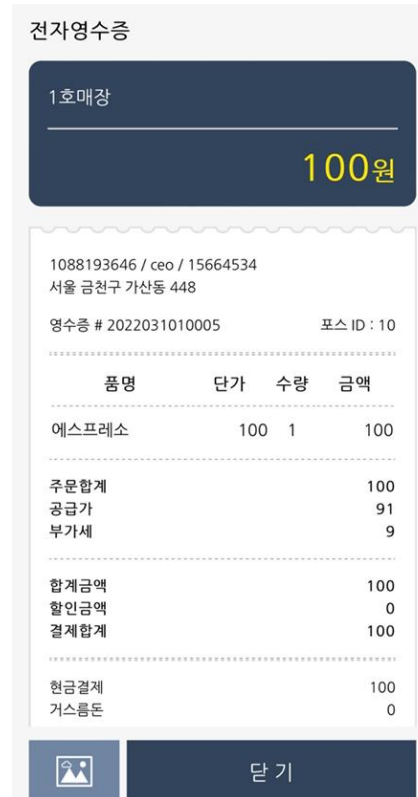 전자영수증
1호매장
100원
1088193646 / ceo / 15664534
서울 금천구 가산동 448
영수증 # 2022031010005 포스 ID : 10
품명 단가 수량 금액
에스프레소 100 1 100
주문합계 100
공급가 91
부가세 9
합계금액 100
할인금액 0
결제합계 100
현금결제 100
거스름돈 0
닫 기